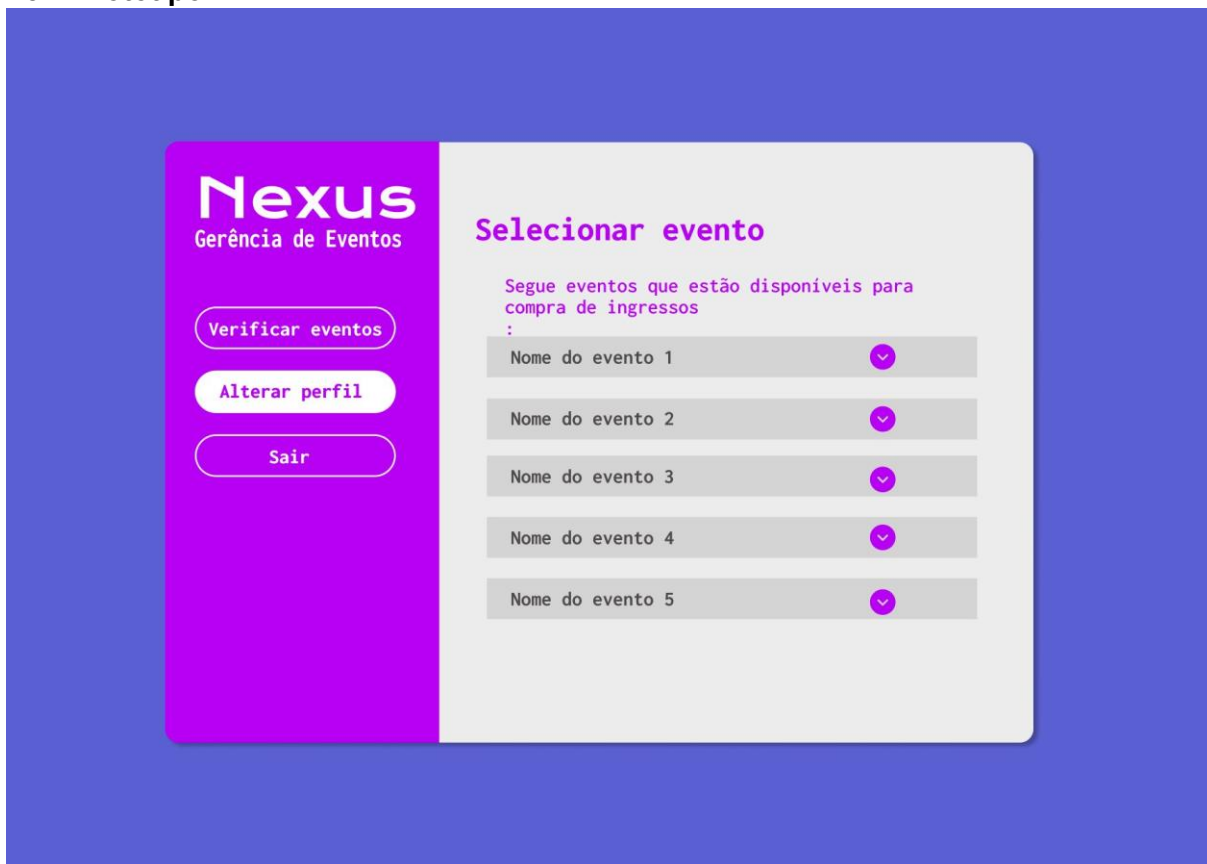 Nexus
Gerência de Eventos
Verificar eventos
Alterar perfil
Sair
Selecionar evento
Segue eventos que estão disponíveis para
compra de ingressos
:
Nome do evento 1
Nome do evento 2
Nome do evento 3
Nome do evento 4
Nome do evento 5